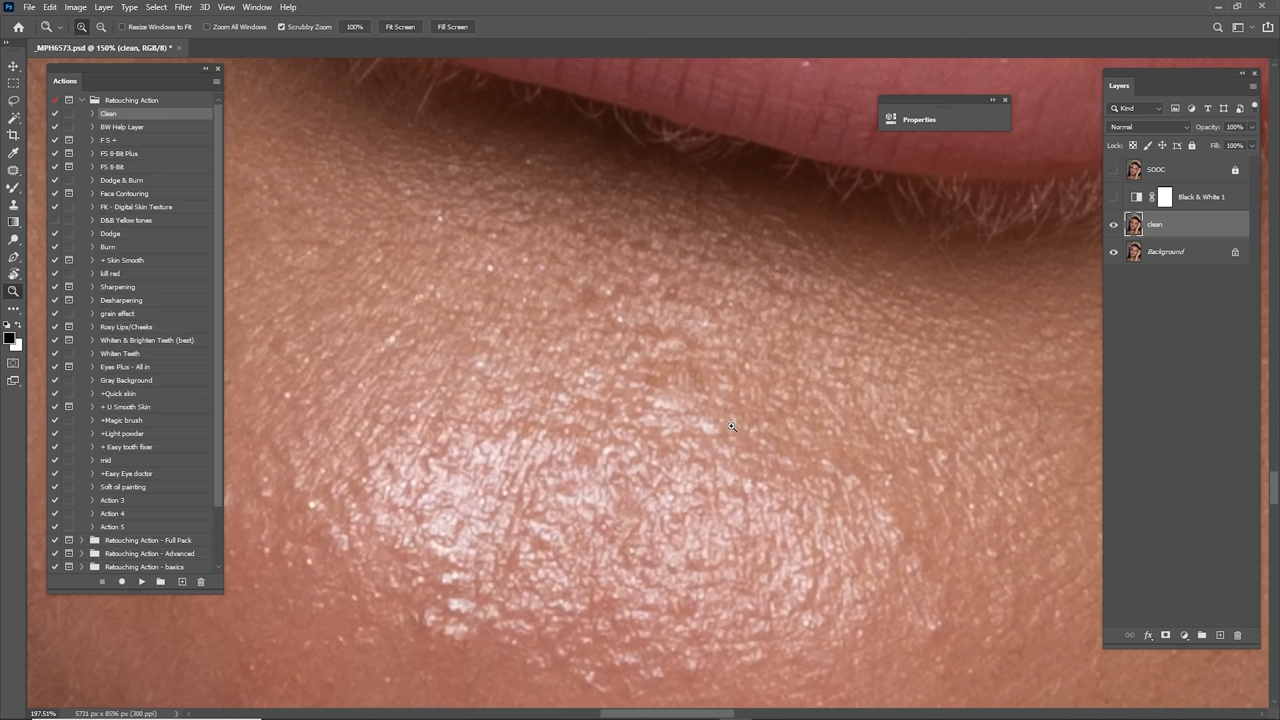 File Edit Image Layer Type Select Filter 3D View Window Help
Resize Windows to Fit Zoom All Windows Scrubby Zoom 100% Fit Screen Fill Screen
_MPH6573.psd @ 150% (clean, RGB/8) *
Actions
Retouching Action
Clean
BW Help Layer
F S +
FS 8-Bit Plus
FS 8-Bit
Dodge & Burn
Face Contouring
FK - Digital Skin Texture
D&B Yellow tones
Dodge
Burn
+ Skin Smooth
kill red
Sharpening
Desharpening
grain effect
Rosy Lips/Cheeks
Whiten & Brighten Teeth (best)
Whiten Teeth
Eyes Plus - All in
Gray Background
+Quick skin
+ U Smooth Skin
+Magic brush
+Light powder
+ Easy tooth fixer
mid
+Easy Eye doctor
Soft oil painting
Action 3
Action 4
Action 5
Retouching Action - Full Pack
Retouching Action - Advanced
Retouching Action - basics
Properties
Layers
Kind
Normal Opacity: 100%
Lock: Fill: 100%
SOOC
Black & White 1
clean
Background
197.51% 5731 px x 8596 px (300 ppi)